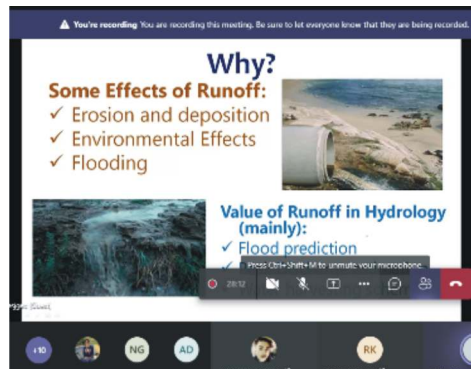 You're recording You are recording this meeting. Be sure to let everyone know that they are being recorded.
Why?
Some Effects of Runoff:
✓ Erosion and deposition
✓ Environmental Effects
✓ Flooding
Value of Runoff in Hydrology
(mainly):
✓ Flood prediction
Press Ctrl+Shift+M to unmute your microphone.
28:12
+10
NG
AD
RK